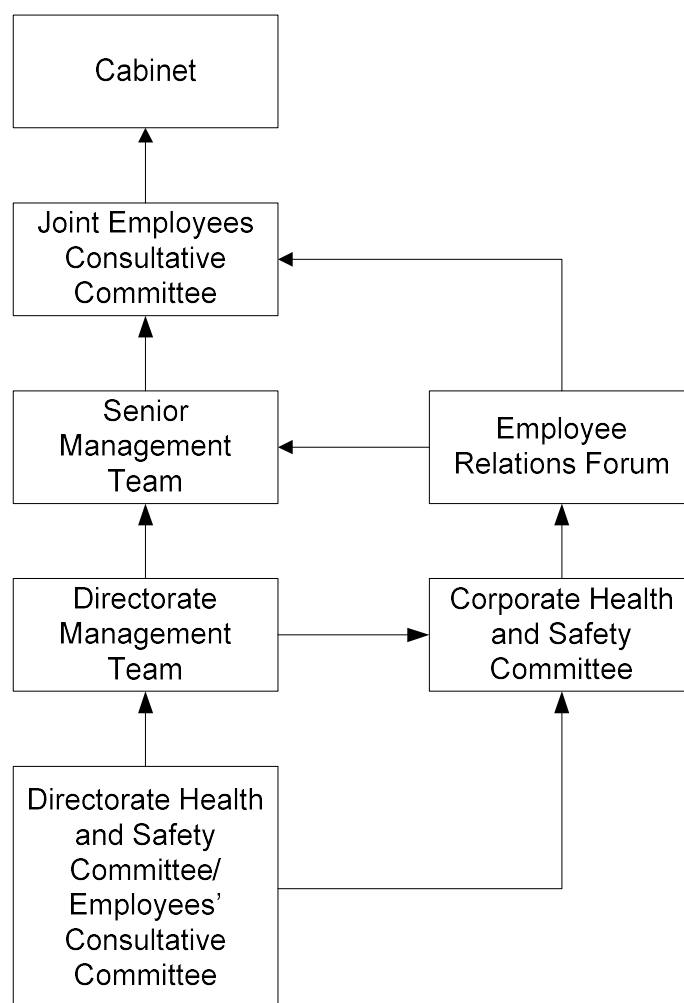 Cabinet
Joint Employees
Consultative
Committee
Senior
Management
Team
Employee
Relations Forum
Directorate
Management
Team
Corporate Health
and Safety
Committee
Directorate Health
and Safety
Committee/
Employees’
Consultative
Committee